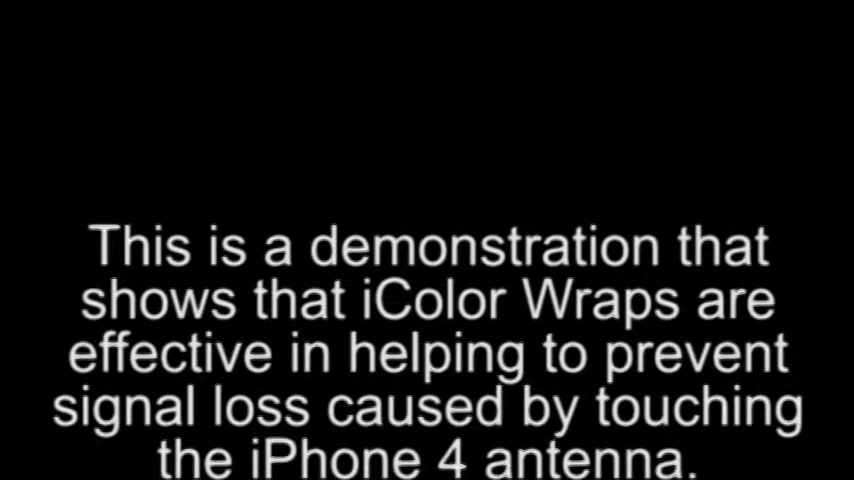 This is a demonstration that
shows that iColor Wraps are
effective in helping to prevent
signal loss caused by touching
the iPhone 4 antenna.